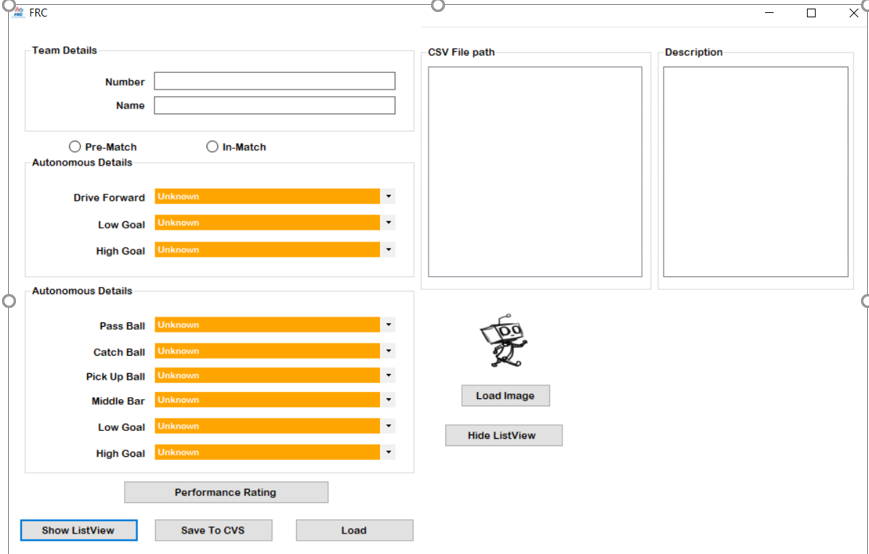 FRC
Team Details
Number
Name
Pre-Match In-Match
Autonomous Details
Drive Forward Unknown
Low Goal Unknown
High Goal Unknown
Autonomous Details
Pass Ball Unknown
Catch Ball Unknown
Pick Up Ball Unknown
Middle Bar Unknown
Low Goal Unknown
High Goal Unknown
Performance Rating
Show ListView Save To CVS Load
CSV File path
Description
Load Image
Hide ListView